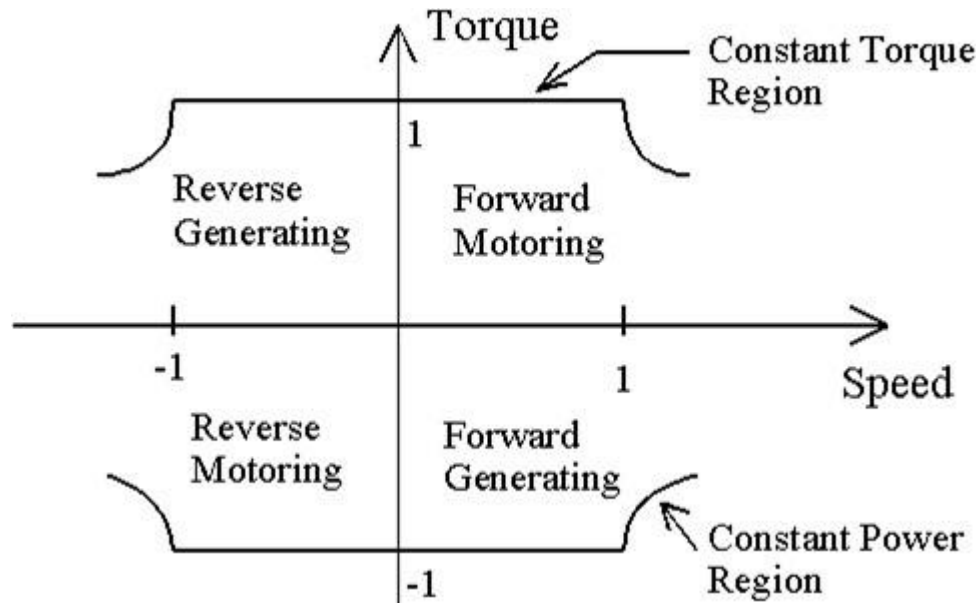 Torque
Constant Torque
Region
1
Reverse
Generating
Forward
Motoring
-1
1
Speed
Reverse
Motoring
Forward
Generating
Constant Power
Region
-1